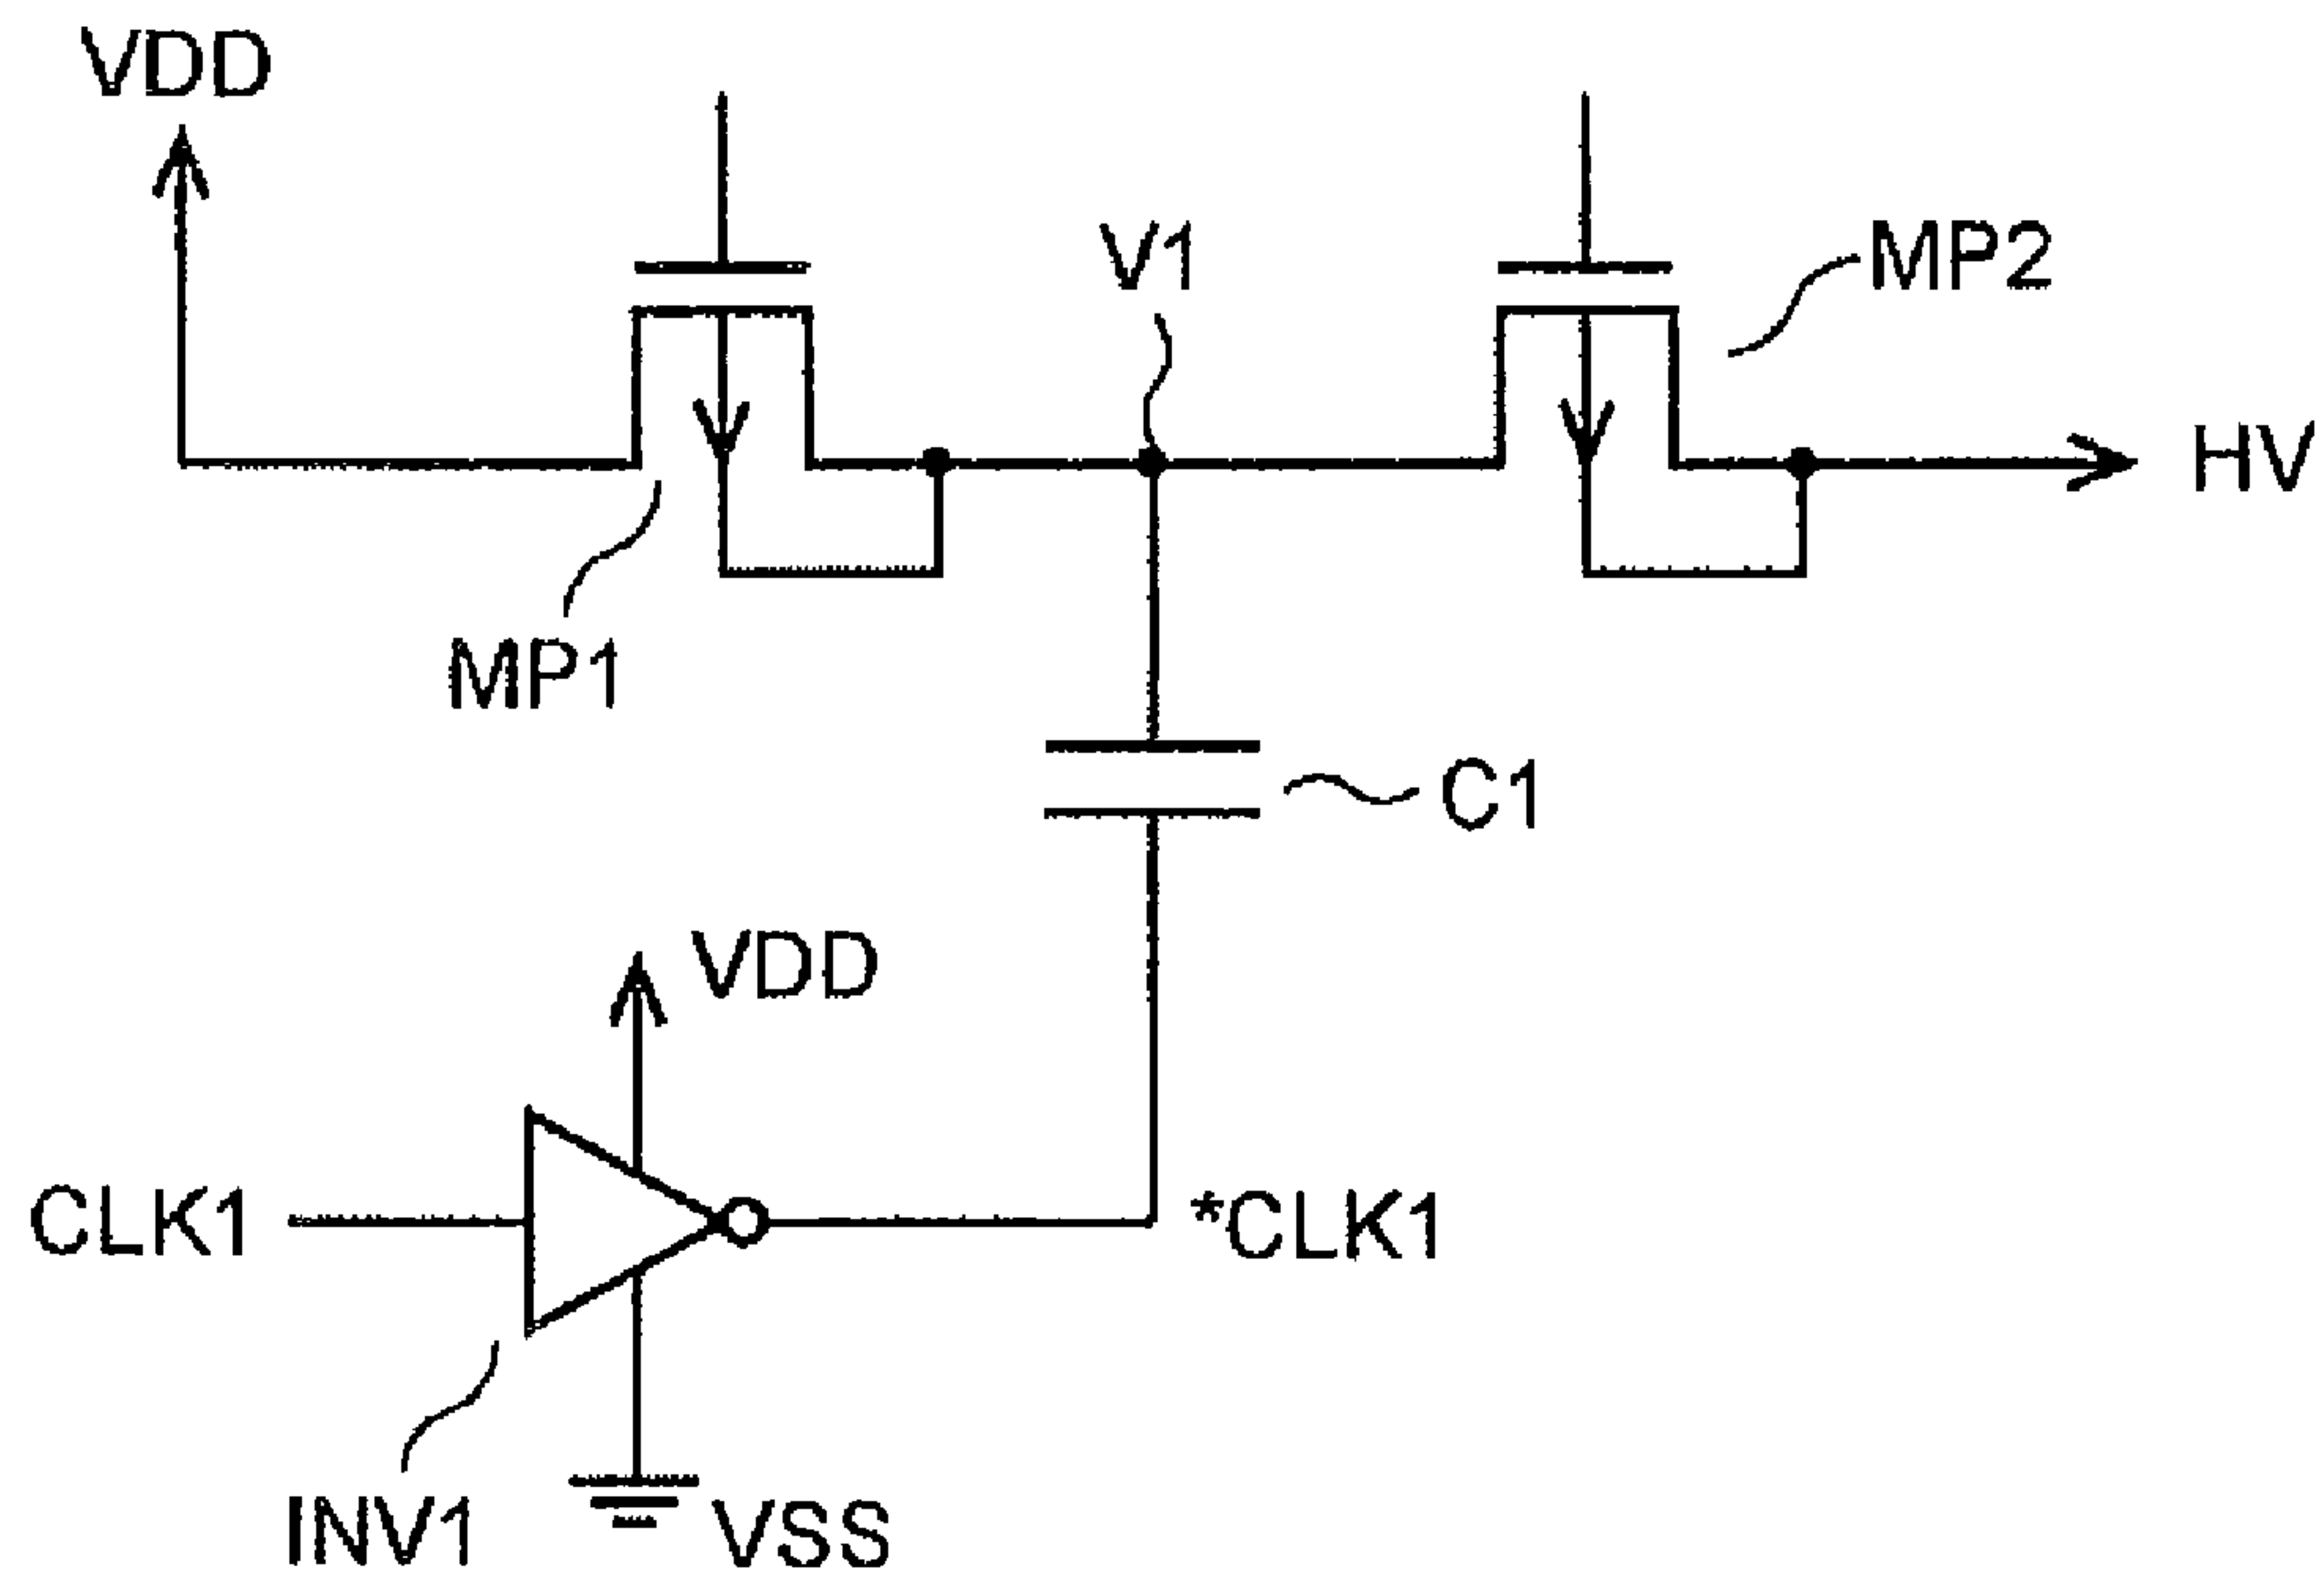 VDD
V1
MP2
HV
MP1
C1
VDD
CLK1
*CLK1
INV1
VSS